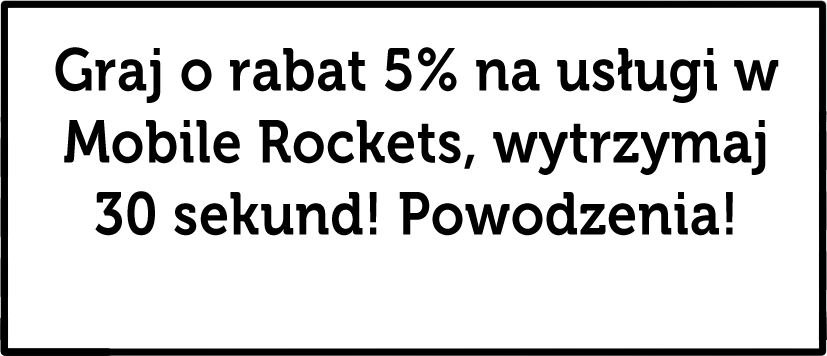 Graj o rabat 5% na usługi w
Mobile Rockets, wytrzymaj
30 sekund! Powodzenia!